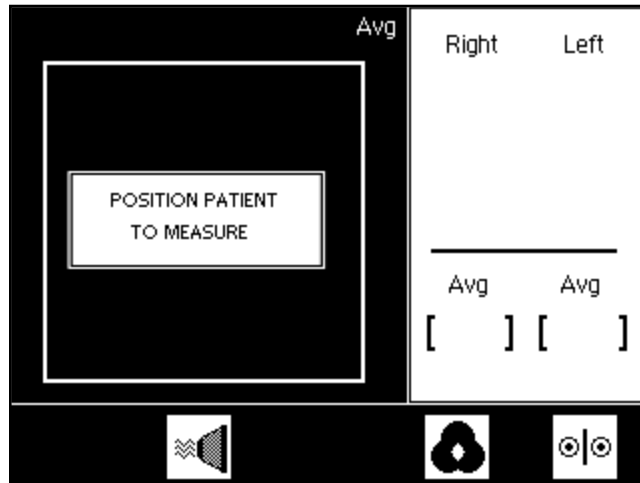 Avg
Right Left
POSITION PATIENT
TO MEASURE
Avg Avg
[ ] [ ]